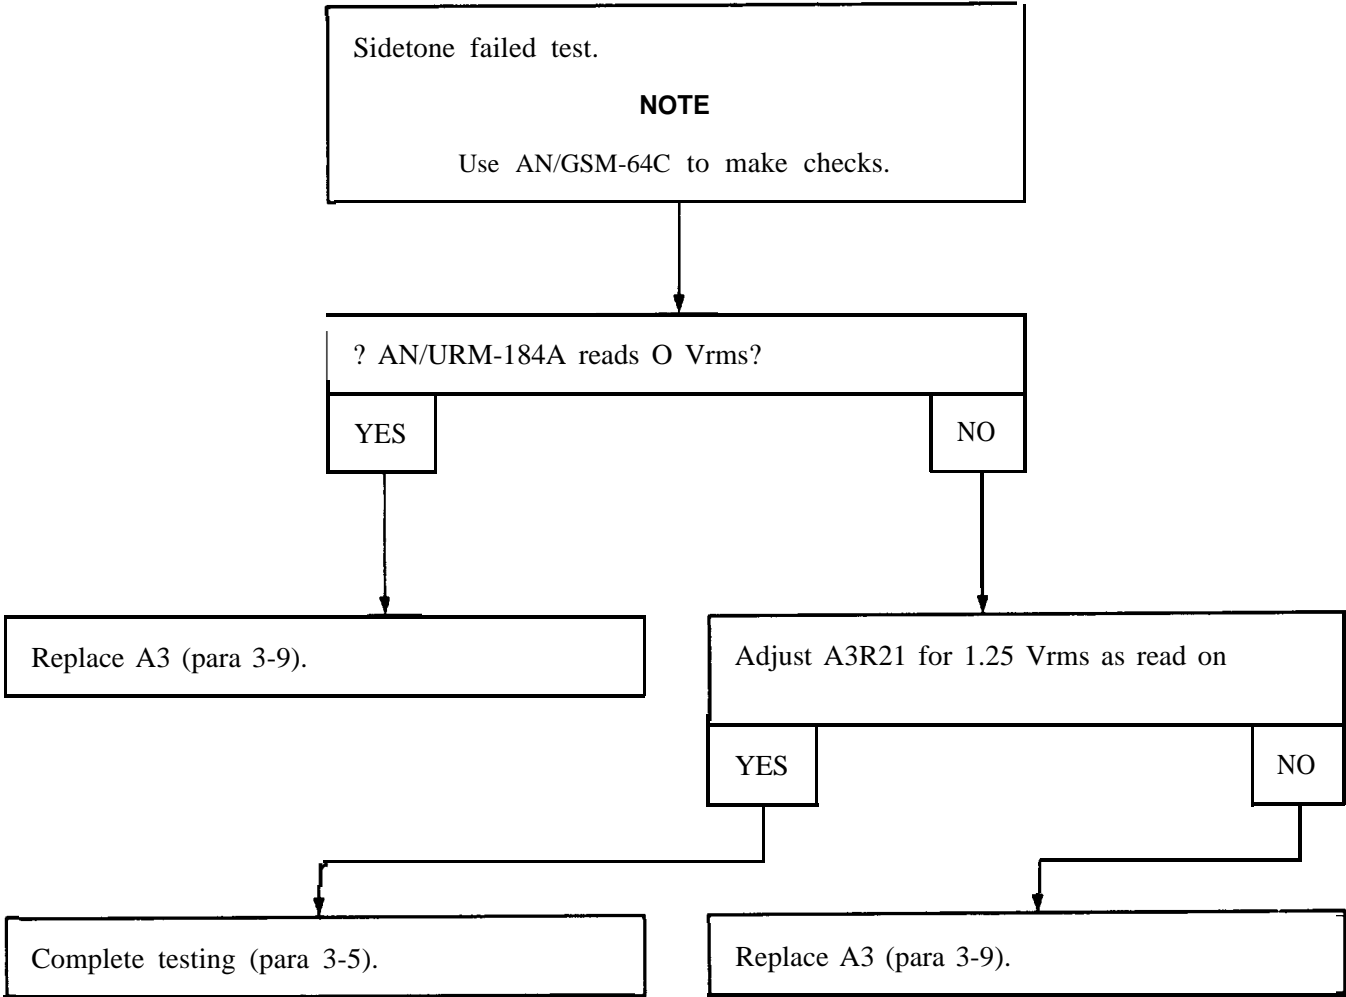 Sidetone failed test.
NOTE
Use AN/GSM-64C to make checks.
? AN/URM-184A reads O Vrms?
YES
NO
Replace A3 (para 3-9).
Adjust A3R21 for 1.25 Vrms as read on
YES
NO
Complete testing (para 3-5).
Replace A3 (para 3-9).